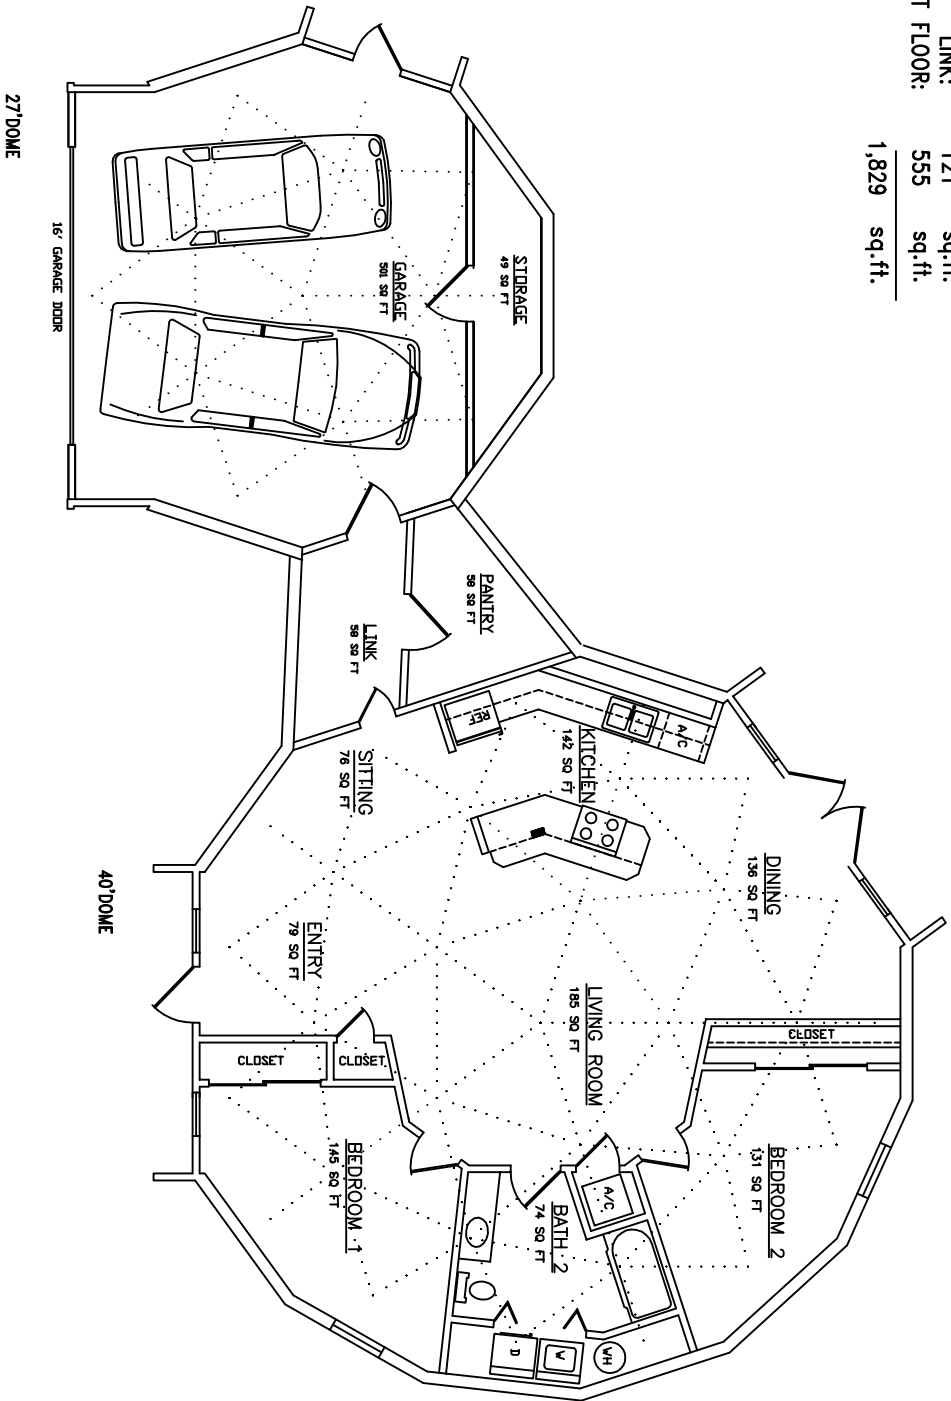 LINK: 121 sq.ft.
T FLOOR: 555 sq.ft.
1,829 sq.ft.
STORAGE
49 SQ FT
GARAGE
501 SQ FT
16' GARAGE DOOR
27'DOME
PANTRY
58 SQ FT
LINK
58 SQ FT
A/C
REF
KITCHEN
142 SQ FT
SITTING
76 SQ FT
DINING
136 SQ FT
ENTRY
79 SQ FT
40'DOME
LIVING ROOM
185 SQ FT
CLOSET
CLOSET
CLOSET
BEDROOM 2
131 SQ FT
BEDROOM 1
145 SQ FT
A/C
BATH 2
74 SQ FT
D
W
WH